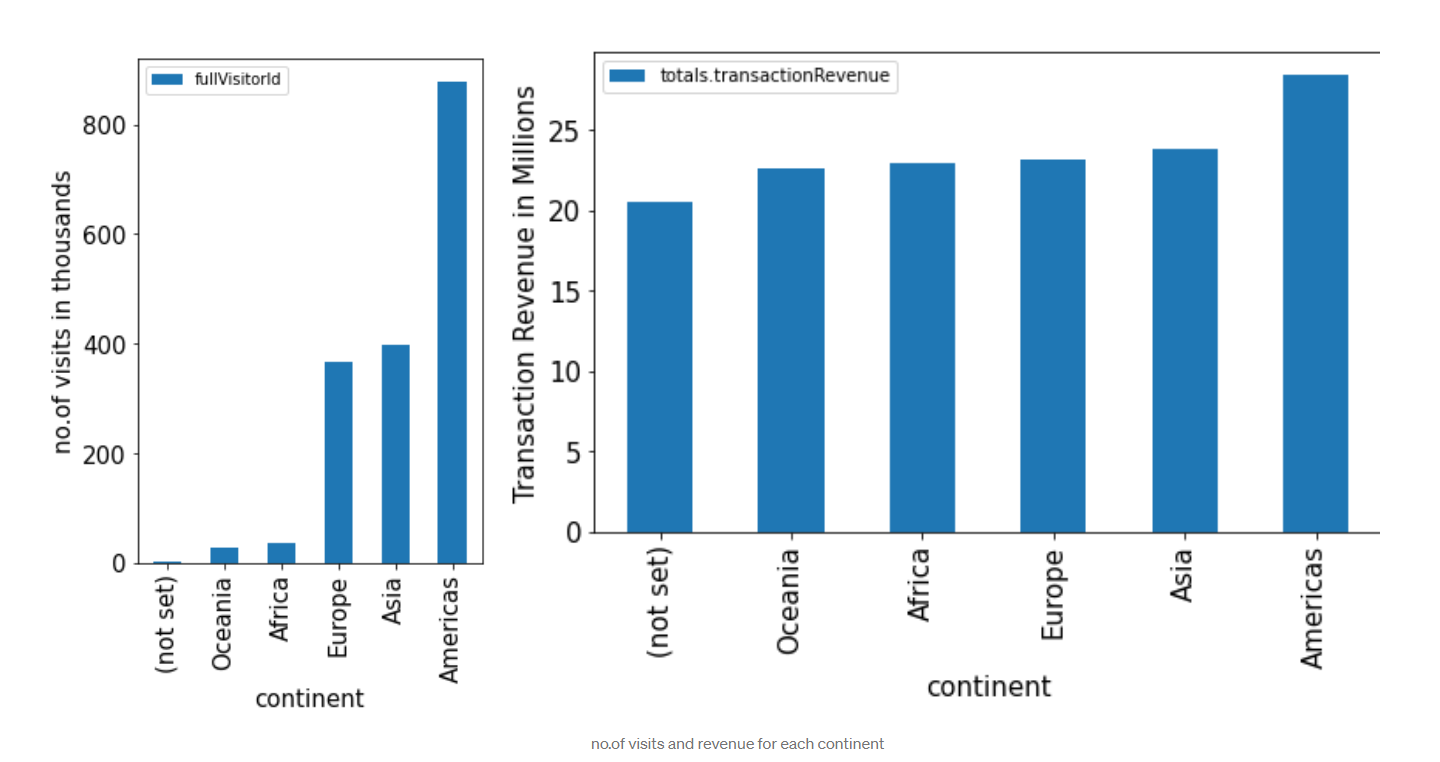 fullVisitorId
no.of visits in thousands
800
600
400
200
0
(not set)
Oceania
Africa
Europe
Asia
Americas
continent
totals.transactionRevenue
Transaction Revenue in Millions
25
20
15
10
5
0
(not set)
Oceania
Africa
Europe
Asia
Americas
continent
no.of visits and revenue for each continent